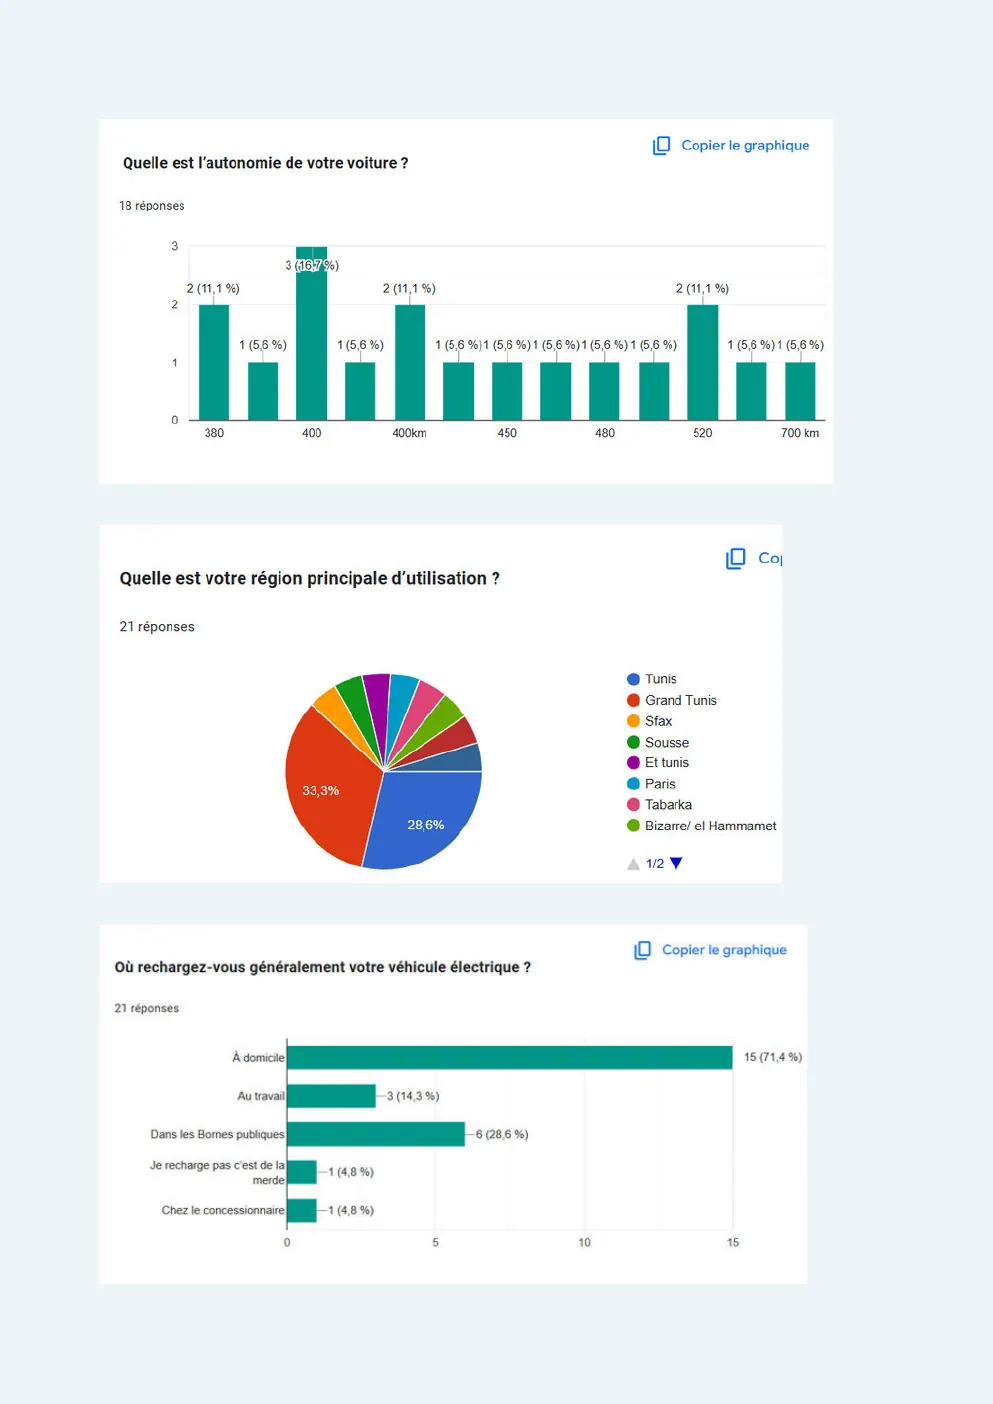 Copier le graphique
Quelle est l'autonomie de votre voiture ?
18 réponses
3
2
1
0
2 (11,1 %)
1 (5,6 %)
3 (16,7 %)
1 (5,6 %)
2 (11,1 %)
1 (5,6 %)
1 (5,6 %)
1 (5,6 %)
1 (5,6 %)
1 (5,6 %)
2 (11,1 %)
1 (5,6 %)
1 (5,6 %)
380
400
400km
450
480
520
700 km
Quelle est votre région principale d'utilisation ?
21 réponses
33,3%
28,6%
Tunis
Grand Tunis
Sfax
Sousse
Et tunis
Paris
Tabarka
Bizarre/ el Hammamet
1/2
Copier le graphique
Où rechargez-vous généralement votre véhicule électrique ?
21 réponses
À domicile
15 (71,4 %)
Au travail
3 (14,3 %)
Dans les Bornes publiques
6 (28,6 %)
Je recharge pas c'est de la
merde
1 (4,8 %)
Chez le concessionnaire
1 (4,8 %)
0
5
10
15